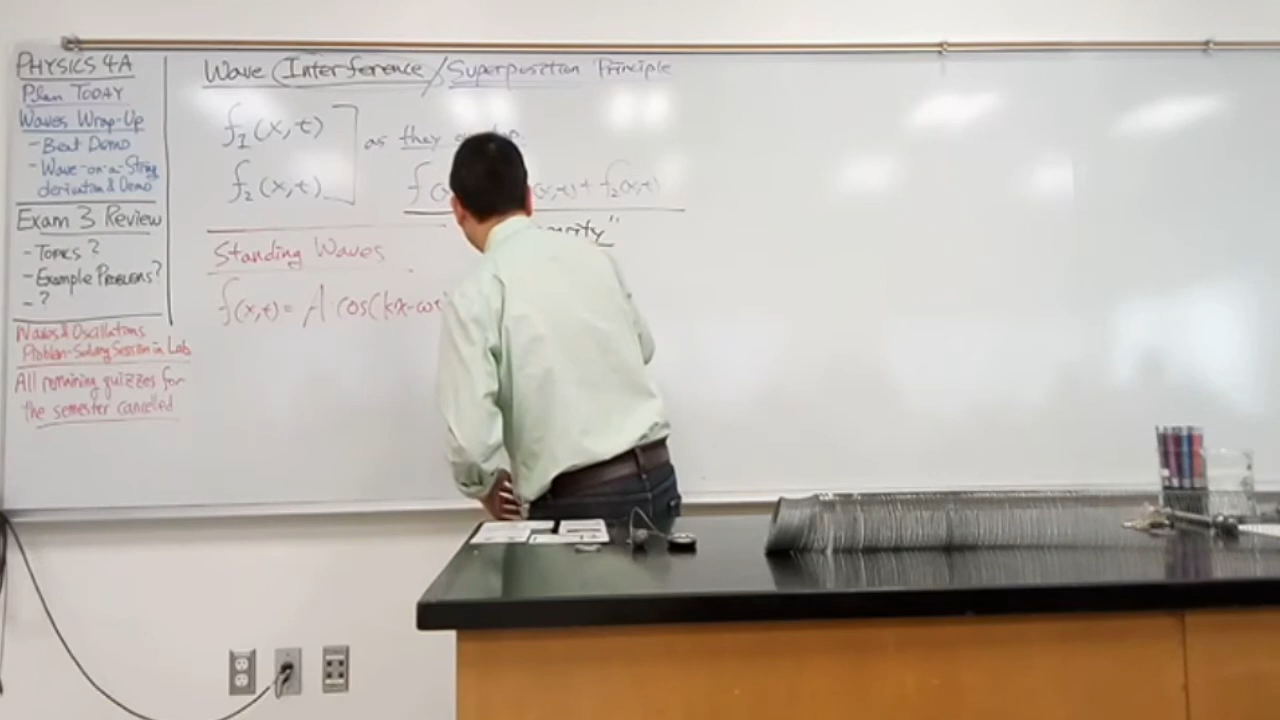 PHYSICS 4A
Plan TODAY
Waves Wrap-Up
- Beat Demo
- Wave-on-a-String
derivation & Demo
Exam 3 Review
- Topics?
- Example Problems?
- ?
Waves & Oscillations
Problem-Solving Session in Lab
All remaining quizzes for
the semester cancelled
Wave (Interference/Superposition Principle
f₁(x,t)
as they
f₂(x,t)
f(x,t) + f₂(x,t)
Standing Waves
f(x,t) = A cos(kx-ωt